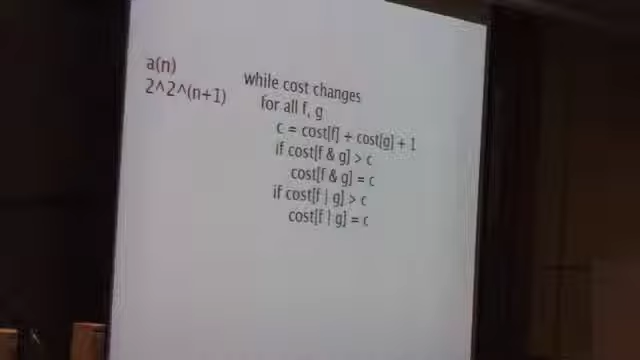 a(n)
2^2^(n+1)
while cost changes
for all f, g
c = cost[f] + cost[g] + 1
if cost[f & g] > c
cost[f & g] = c
if cost[f | g] > c
cost[f | g] = c